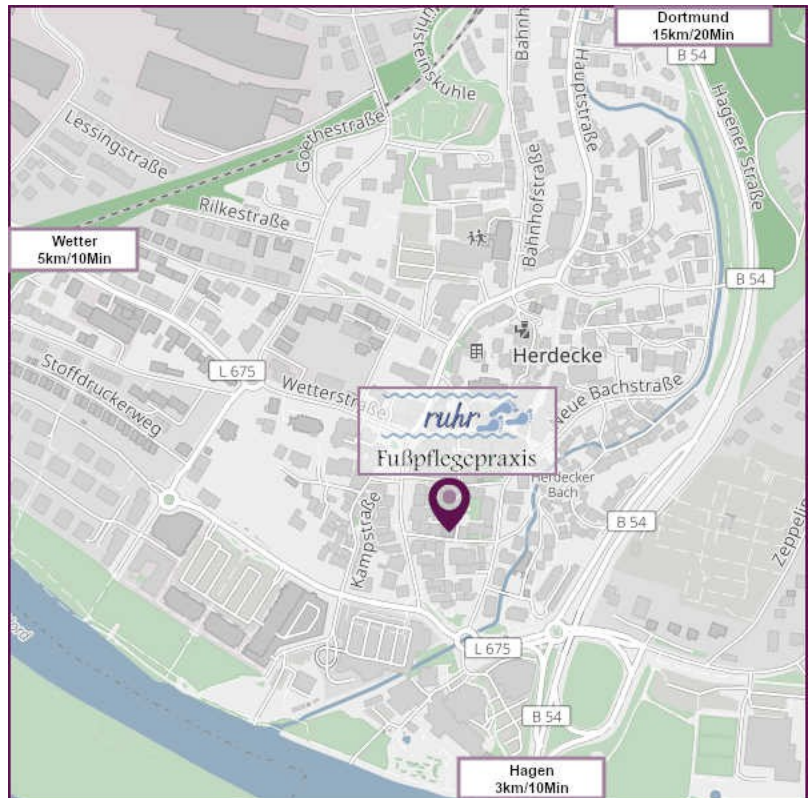 Dortmund
15km/20Min
B 54
Hagener Straße
Bahnhofstraße
Hauptstraße
Lessingstraße
Goethestraße
Rilkestraße
Wetter
5km/10Min
B 54
Herdecke
L 675
Stoffdruckerweg
Wetterstraße
Neue Bachstraße
ruhr
Fußpflegepraxis
Herdecker
Bach
Kampstraße
B 54
L 675
B 54
Hagen
3km/10Min